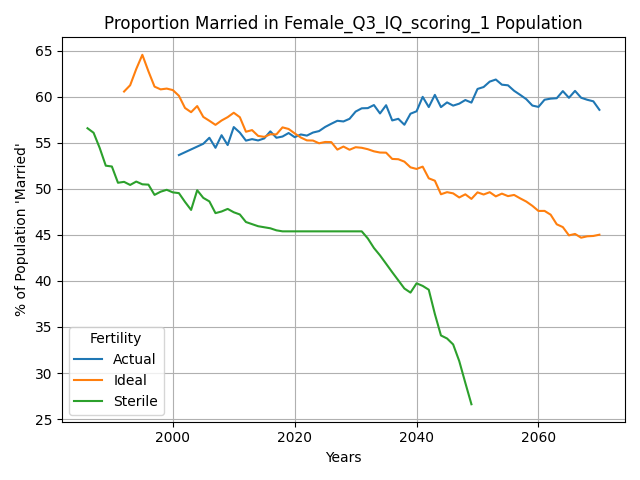 Proportion Married in Female_Q3_IQ_scoring_1 Population
% of Population 'Married'
65
60
55
50
45
40
35
30
25
Fertility
Actual
Ideal
Sterile
2000
2020
2040
2060
Years